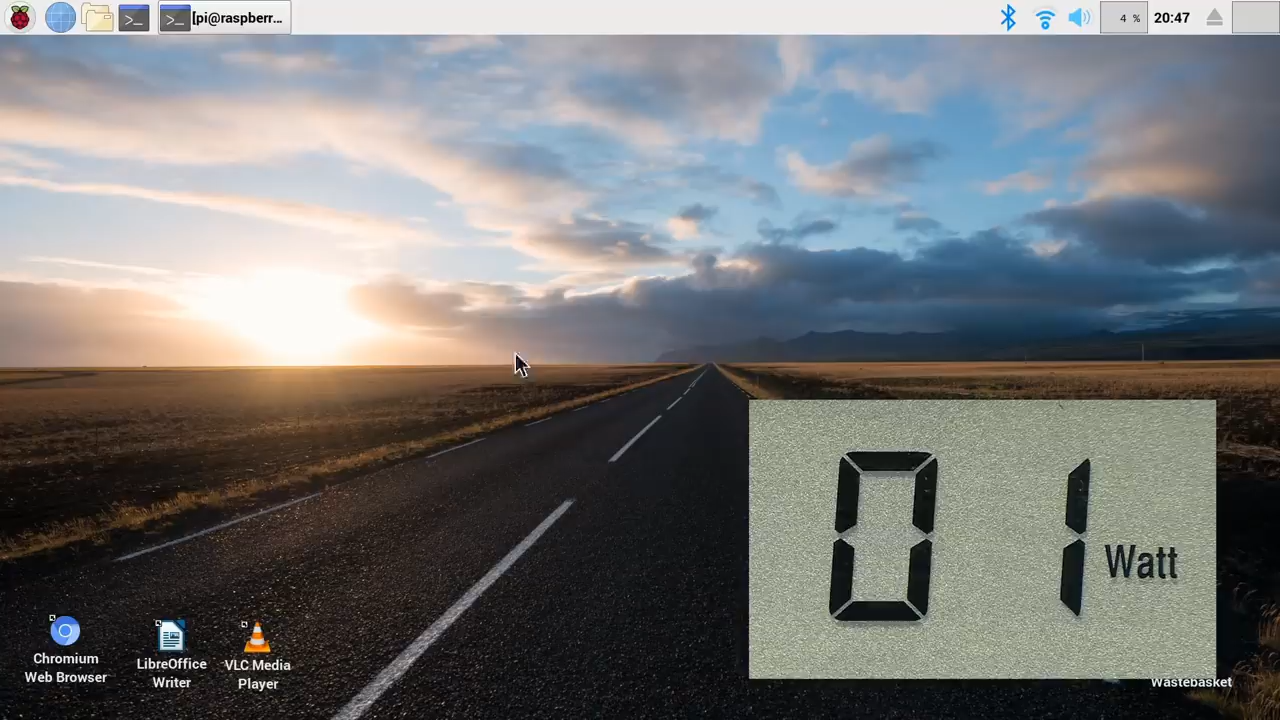 [pi@raspberr...
4 %
20:47
01
Watt
Chromium
Web Browser
LibreOffice
Writer
VLC Media
Player
Wastebasket